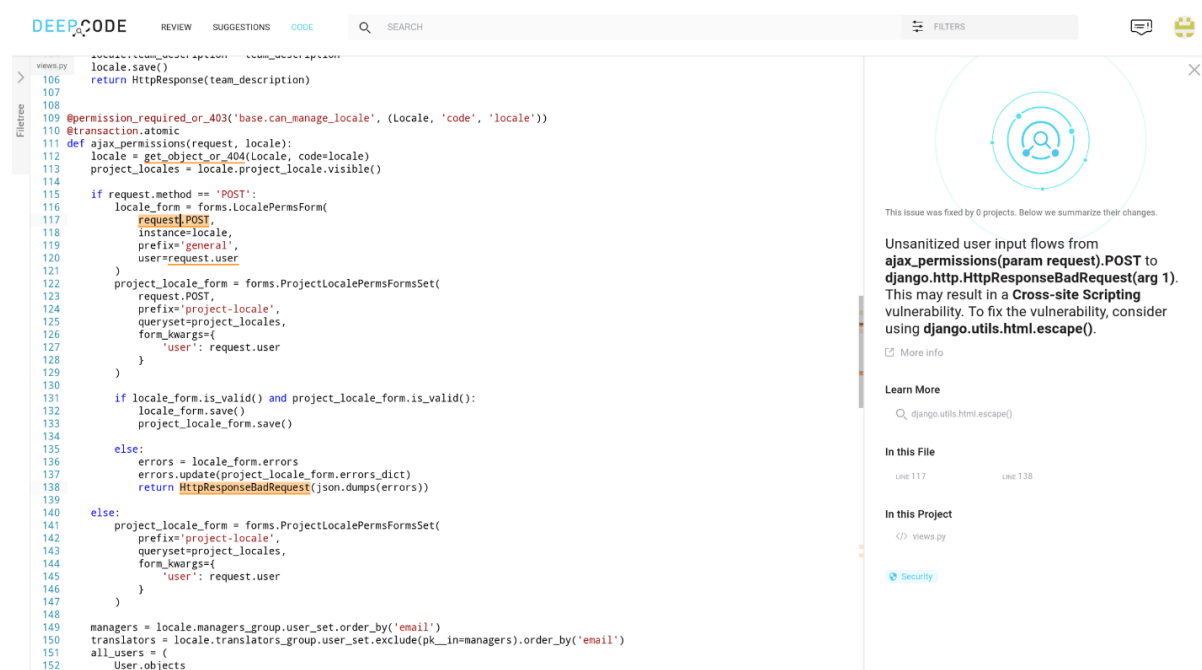 DEEPCODE REVIEW SUGGESTIONS CODE SEARCH FILTERS
views.py
Filetree
locale.team_description = team_description
locale.save()
106 return HttpResponse(team_description)
107
108
109 @permission_required_or_403('base.can_manage_locale', (Locale, 'code', 'locale'))
110 @transaction.atomic
111 def ajax_permissions(request, locale):
112 locale = get_object_or_404(Locale, code=locale)
113 project_locales = locale.project_locale.visible()
114
115 if request.method == 'POST':
116 locale_form = forms.LocalePermsForm(
117 request.POST,
118 instance=locale,
119 prefix='general',
120 user=request.user
121 )
122 project_locale_form = forms.ProjectLocalePermsFormsSet(
123 request.POST,
124 prefix='project-locale',
125 queryset=project_locales,
126 form_kwargs={
127 'user': request.user
128 }
129 )
130
131 if locale_form.is_valid() and project_locale_form.is_valid():
132 locale_form.save()
133 project_locale_form.save()
134
135 else:
136 errors = locale_form.errors
137 errors.update(project_locale_form.errors_dict)
138 return HttpResponseBadRequest(json.dumps(errors))
139
140 else:
141 project_locale_form = forms.ProjectLocalePermsFormsSet(
142 prefix='project-locale',
143 queryset=project_locales,
144 form_kwargs={
145 'user': request.user
146 }
147 )
148
149 managers = locale.managers_group.user_set.order_by('email')
150 translators = locale.translators_group.user_set.exclude(pk__in=managers).order_by('email')
151 all_users = (
152 User.objects
This issue was fixed by 0 projects. Below we summarize their changes.
Unsanitized user input flows from
ajax_permissions(param request).POST to
django.http.HttpResponseBadRequest(arg 1).
This may result in a Cross-site Scripting
vulnerability. To fix the vulnerability, consider
using django.utils.html.escape().
More info
Learn More
django.utils.html.escape()
In this File
LINE 117 LINE 138
In this Project
</> views.py
Security